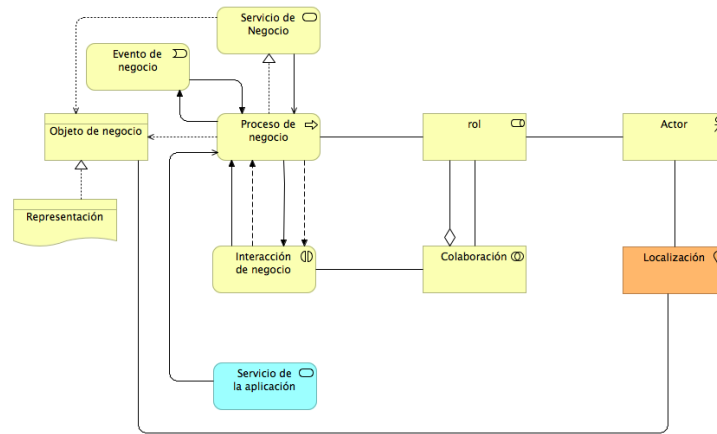 Servicio de
Negocio
Evento de
negocio
Objeto de negocio
Proceso de
negocio
rol
Actor
Representación
Interacción
de negocio
Colaboración
Localización
Servicio de
la aplicación